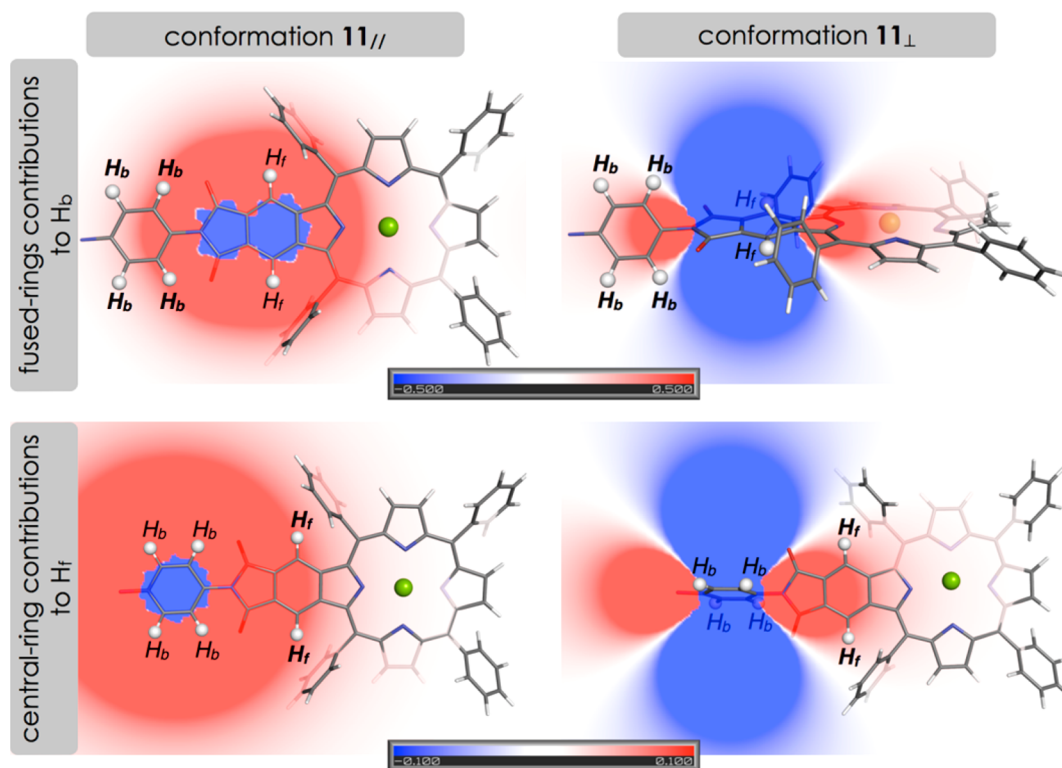 conformation 11//
conformation 11⊥
fused-rings contributions
to Hb
Hb Hb Hf
Hb Hb Hf
Hb Hb Hf
Hb Hb Hf
-0.500 0.500
central-ring contributions
to Hf
Hb Hb Hf
Hb Hb Hf
Hb Hb Hf
Hb Hb Hf
-0.100 0.100